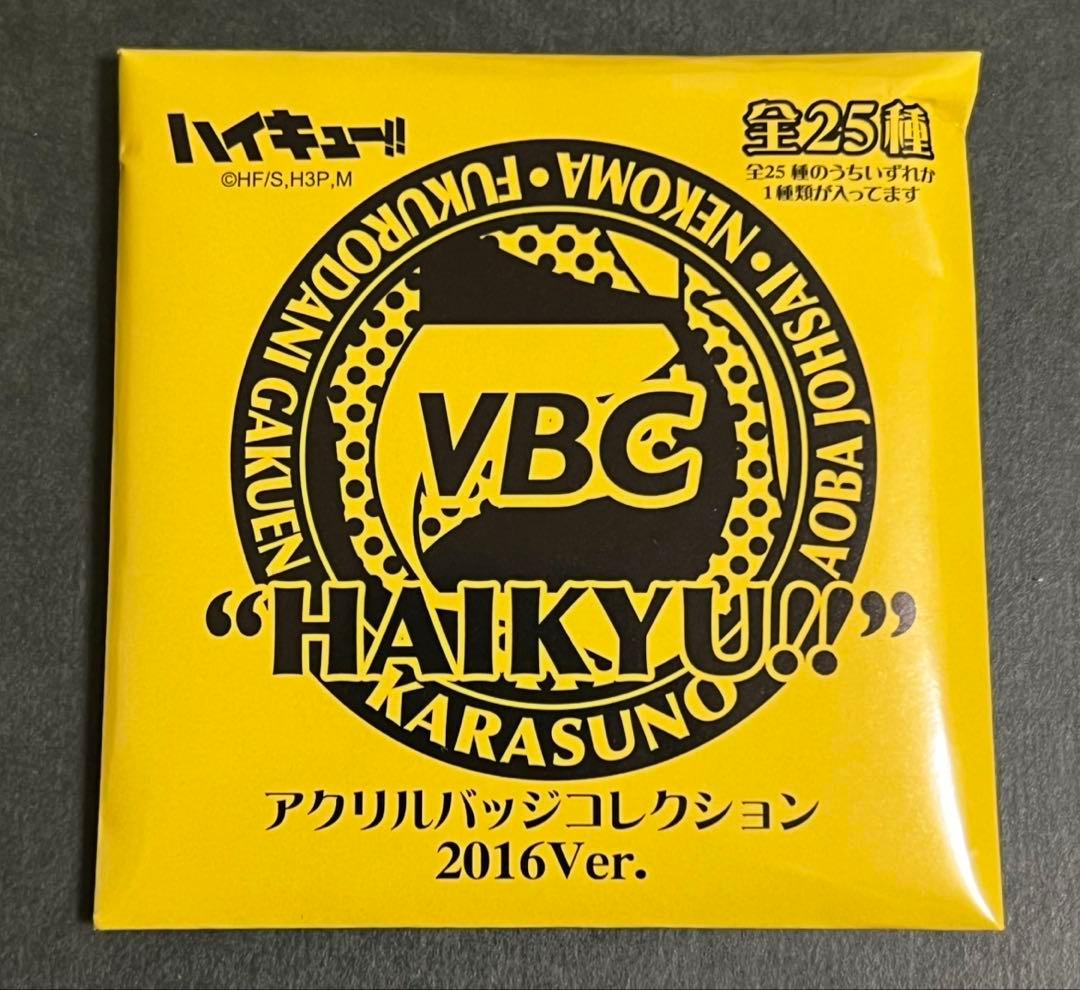 ハイキュー!!
©HF/S,H3P,M
全25種
全25種のうちいずれか
1種類が入ってます
FUKURODANI GAKUEN・NEKOMA・AOBA JOHSAI
VBC
“HAIKYU!!”
KARASUNO
アクリルバッジコレクション
2016Ver.